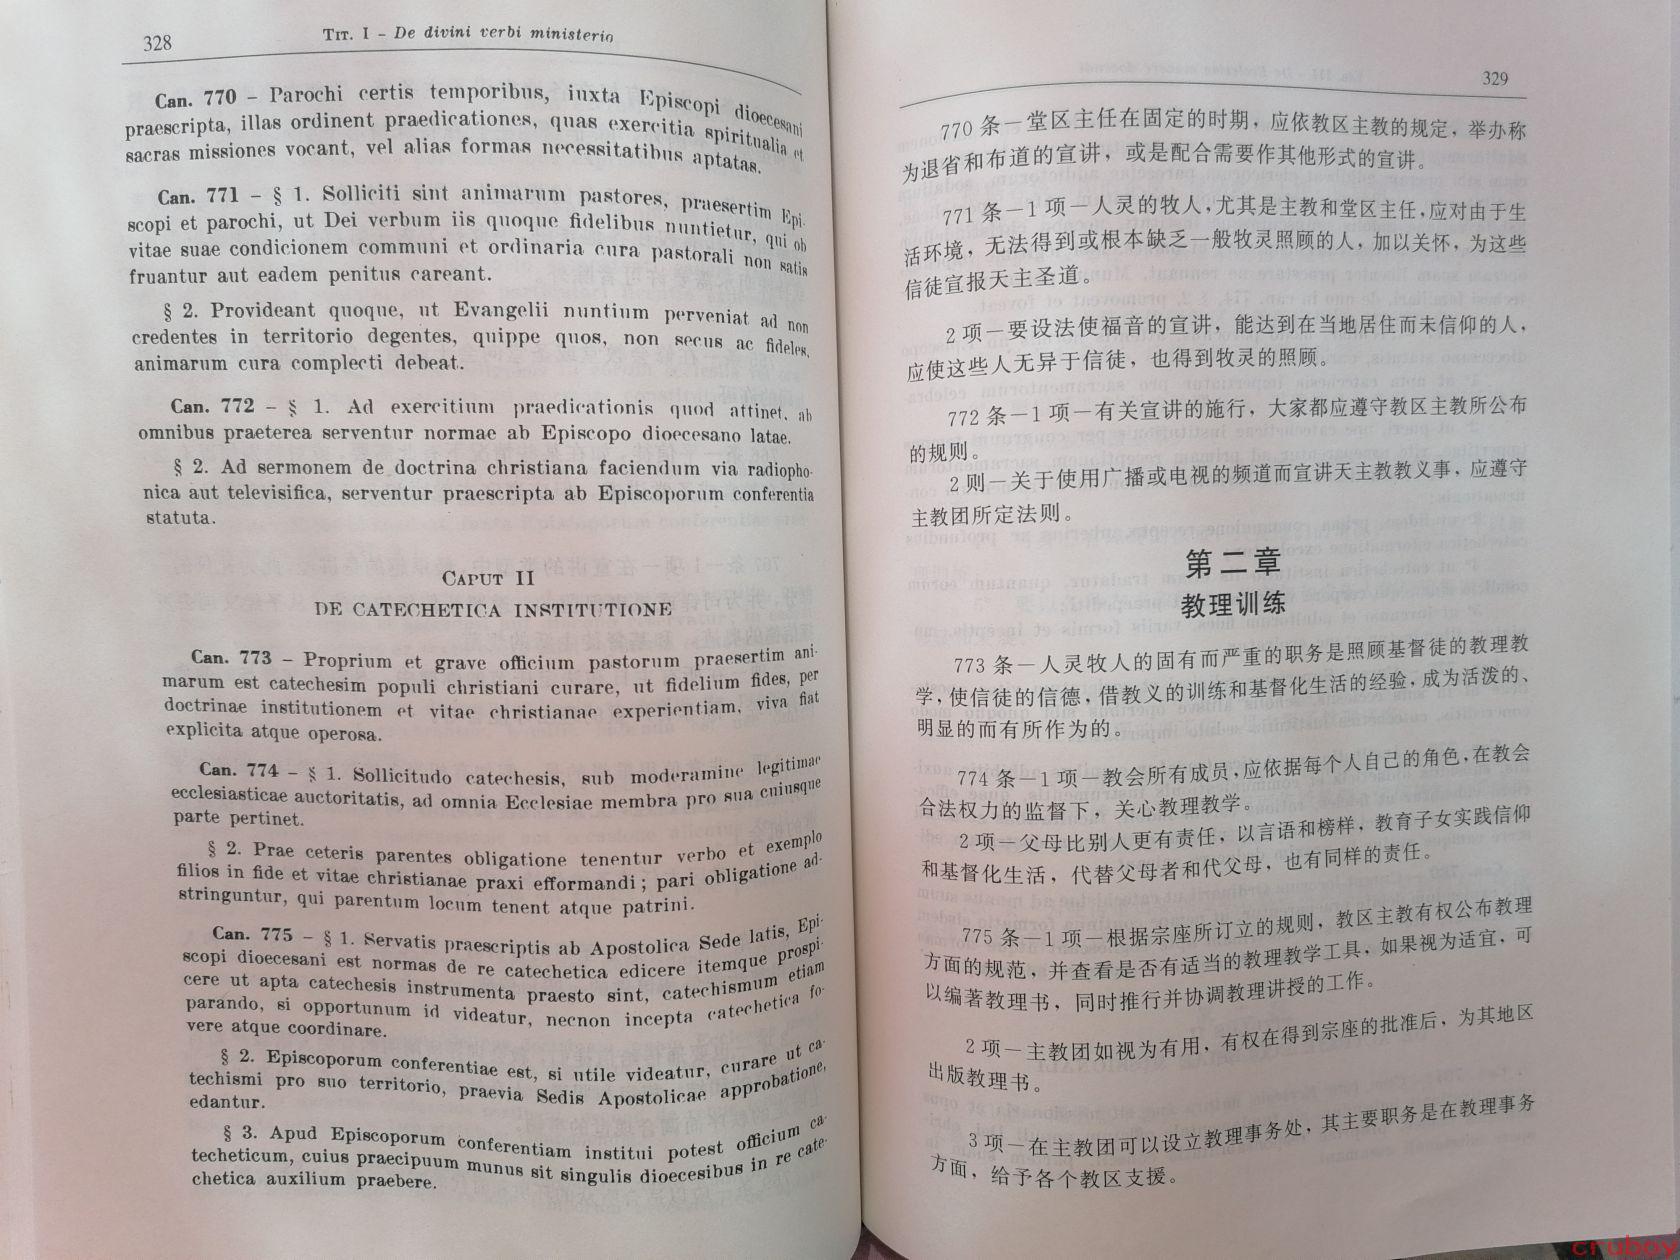 328
Tit. I – De divini verbi ministerio
Can. 770 – Parochi certis temporibus, iuxta Episcopi dioecesani
praescripta, illas ordinent praedicationes, quas exercitia spiritualia et
sacras missiones vocant, vel alias formas necessitatibus aptatas.
Can. 771 – § 1. Solliciti sint animarum pastores, praesertim Epi-
scopi et parochi, ut Dei verbum iis quoque fidelibus nuntietur, qui ob
vitae suae condicionem communi et ordinaria cura pastorali non satis
fruantur aut eadem penitus careant.
§ 2. Provideant quoque, ut Evangelii nuntium perveniat ad non
credentes in territorio degentes, quippe quos, non secus ac fideles,
animarum cura complecti debeat.
Can. 772 – § 1. Ad exercitium praedicationis quod attinet, ab
omnibus praeterea serventur normae ab Episcopo dioecesano latae.
§ 2. Ad sermonem de doctrina christiana faciendum via radiopho-
nica aut televisifica, serventur praescripta ab Episcoporum conferentia
statuta.
Caput II
DE CATECHETICA INSTITUTIONE
Can. 773 – Proprium et grave officium pastorum praesertim ani-
marum est catechesim populi christiani curare, ut fidelium fides, per
doctrinae institutionem et vitae christianae experientiam, viva fiat
explicita atque operosa.
Can. 774 – § 1. Sollicitudo catechesis, sub moderamine legitimae
ecclesiasticae auctoritatis, ad omnia Ecclesiae membra pro sua cuiusque
parte pertinet.
§ 2. Prae ceteris parentes obligatione tenentur verbo et exemplo
filios in fide et vitae christianae praxi efformandi; pari obligatione ad-
stringuntur, qui parentum locum tenent atque patrini.
Can. 775 – § 1. Servatis praescriptis ab Apostolica Sede latis, Epi-
scopi dioecesani est normas de re catechetica edicere itemque prospi-
cere ut apta catechesis instrumenta praesto sint, catechismum etiam
parando, si opportunum id videatur, necnon incepta catechetica fo-
vere atque coordinare.
§ 2. Episcoporum conferentiae est, si utile videatur, curare ut ca-
techismi pro suo territorio, praevia Sedis Apostolicae approbatione,
edantur.
§ 3. Apud Episcoporum conferentiam institui potest officium ca-
techeticum, cuius praecipuum munus sit singulis dioecesibus in re cate-
chetica auxilium praebere.
329
770 条－堂区主任在固定的时期，应依教区主教的规定，举办称
为退省和布道的宣讲，或是配合需要作其他形式的宣讲。
771 条－1 项－人灵的牧人，尤其是主教和堂区主任，应对由于生
活环境，无法得到或根本缺乏一般牧灵照顾的人，加以关怀，为这些
信徒宣报天主圣道。
2 项－要设法使福音的宣讲，能达到在当地居住而未信仰的人，
应使这些人无异于信徒，也得到牧灵的照顾。
772 条－1 项－有关宣讲的施行，大家都应遵守教区主教所公布
的规则。
2 则－关于使用广播或电视的频道而宣讲天主教教义事，应遵守
主教团所定法则。
第二章
教理训练
773 条－人灵牧人的固有而严重的职务是照顾基督徒的教理教
学，使信徒的信德，借教义的训练和基督化生活的经验，成为活泼的、
明显的而有所作为的。
774 条－1 项－教会所有成员，应依据每个人自己的角色，在教会
合法权力的监督下，关心教理教学。
2 项－父母比别人更有责任，以言语和榜样，教育子女实践信仰
和基督化生活，代替父母者和代父母，也有同样的责任。
775 条－1 项－根据宗座所订立的规则，教区主教有权公布教理
方面的规范，并查看是否有适当的教理教学工具，如果视为适宜，可
以编著教理书，同时推行并协调教理讲授的工作。
2 项－主教团如视为有用，有权在得到宗座的批准后，为其地区
出版教理书。
3 项－在主教团可以设立教理事务处，其主要职务是在教理事务
方面，给予各个教区支援。
cruboy